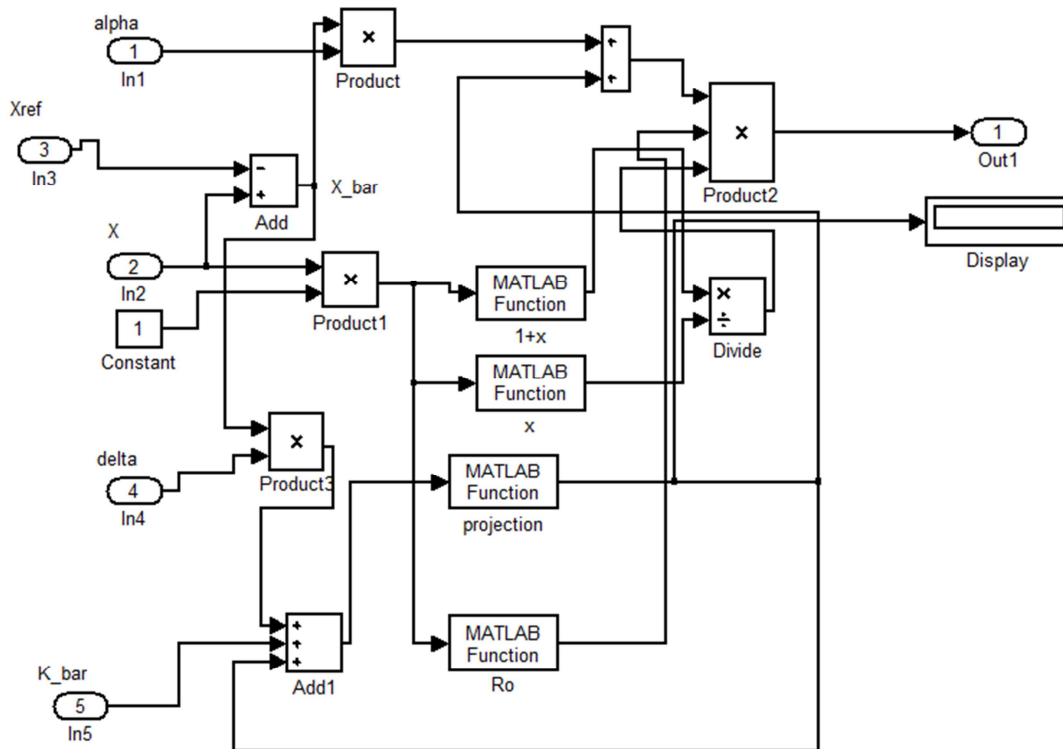 alpha
1
In1
×
Product
Xref
3
In3
-
+
Add
X_bar
X
2
In2
×
Product1
1
Constant
+
+
×
Product2
1
Out1
Display
MATLAB
Function
1+x
×
÷
Divide
MATLAB
Function
x
×
Product3
delta
4
In4
MATLAB
Function
projection
+
+
+
Add1
MATLAB
Function
Ro
K_bar
5
In5